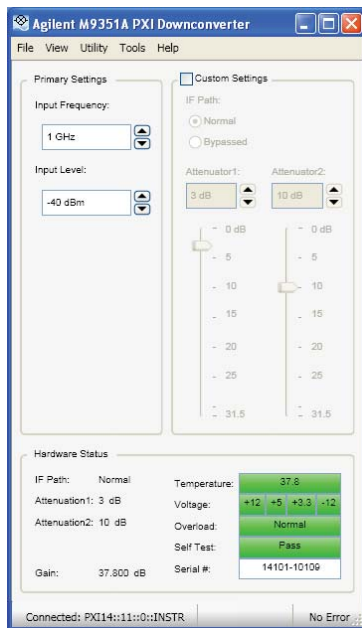 Agilent M9351A PXI Downconverter
File View Utility Tools Help
Primary Settings
Input Frequency:
1 GHz
Input Level:
-40 dBm
Custom Settings
IF Path:
Normal
Bypassed
Attenuator1: Attenuator2:
3 dB 10 dB
0 dB 0 dB
5 5
10 10
15 15
20 20
25 25
31.5 31.5
Hardware Status
IF Path: Normal
Attenuation1: 3 dB
Attenuation2: 10 dB
Gain: 37.800 dB
Temperature: 37.8
Voltage: +12 +5 +3.3 -12
Overload: Normal
Self Test: Pass
Serial #: 14101-10109
Connected: PXI14::11::0::INSTR No Error